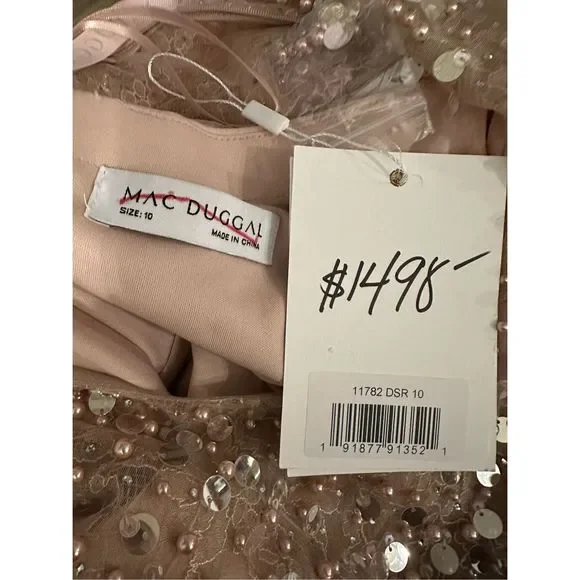 MAC DUGGAL
SIZE: 10
MADE IN CHINA
$1498-
11782 DSR 10
1 91877 91352 1